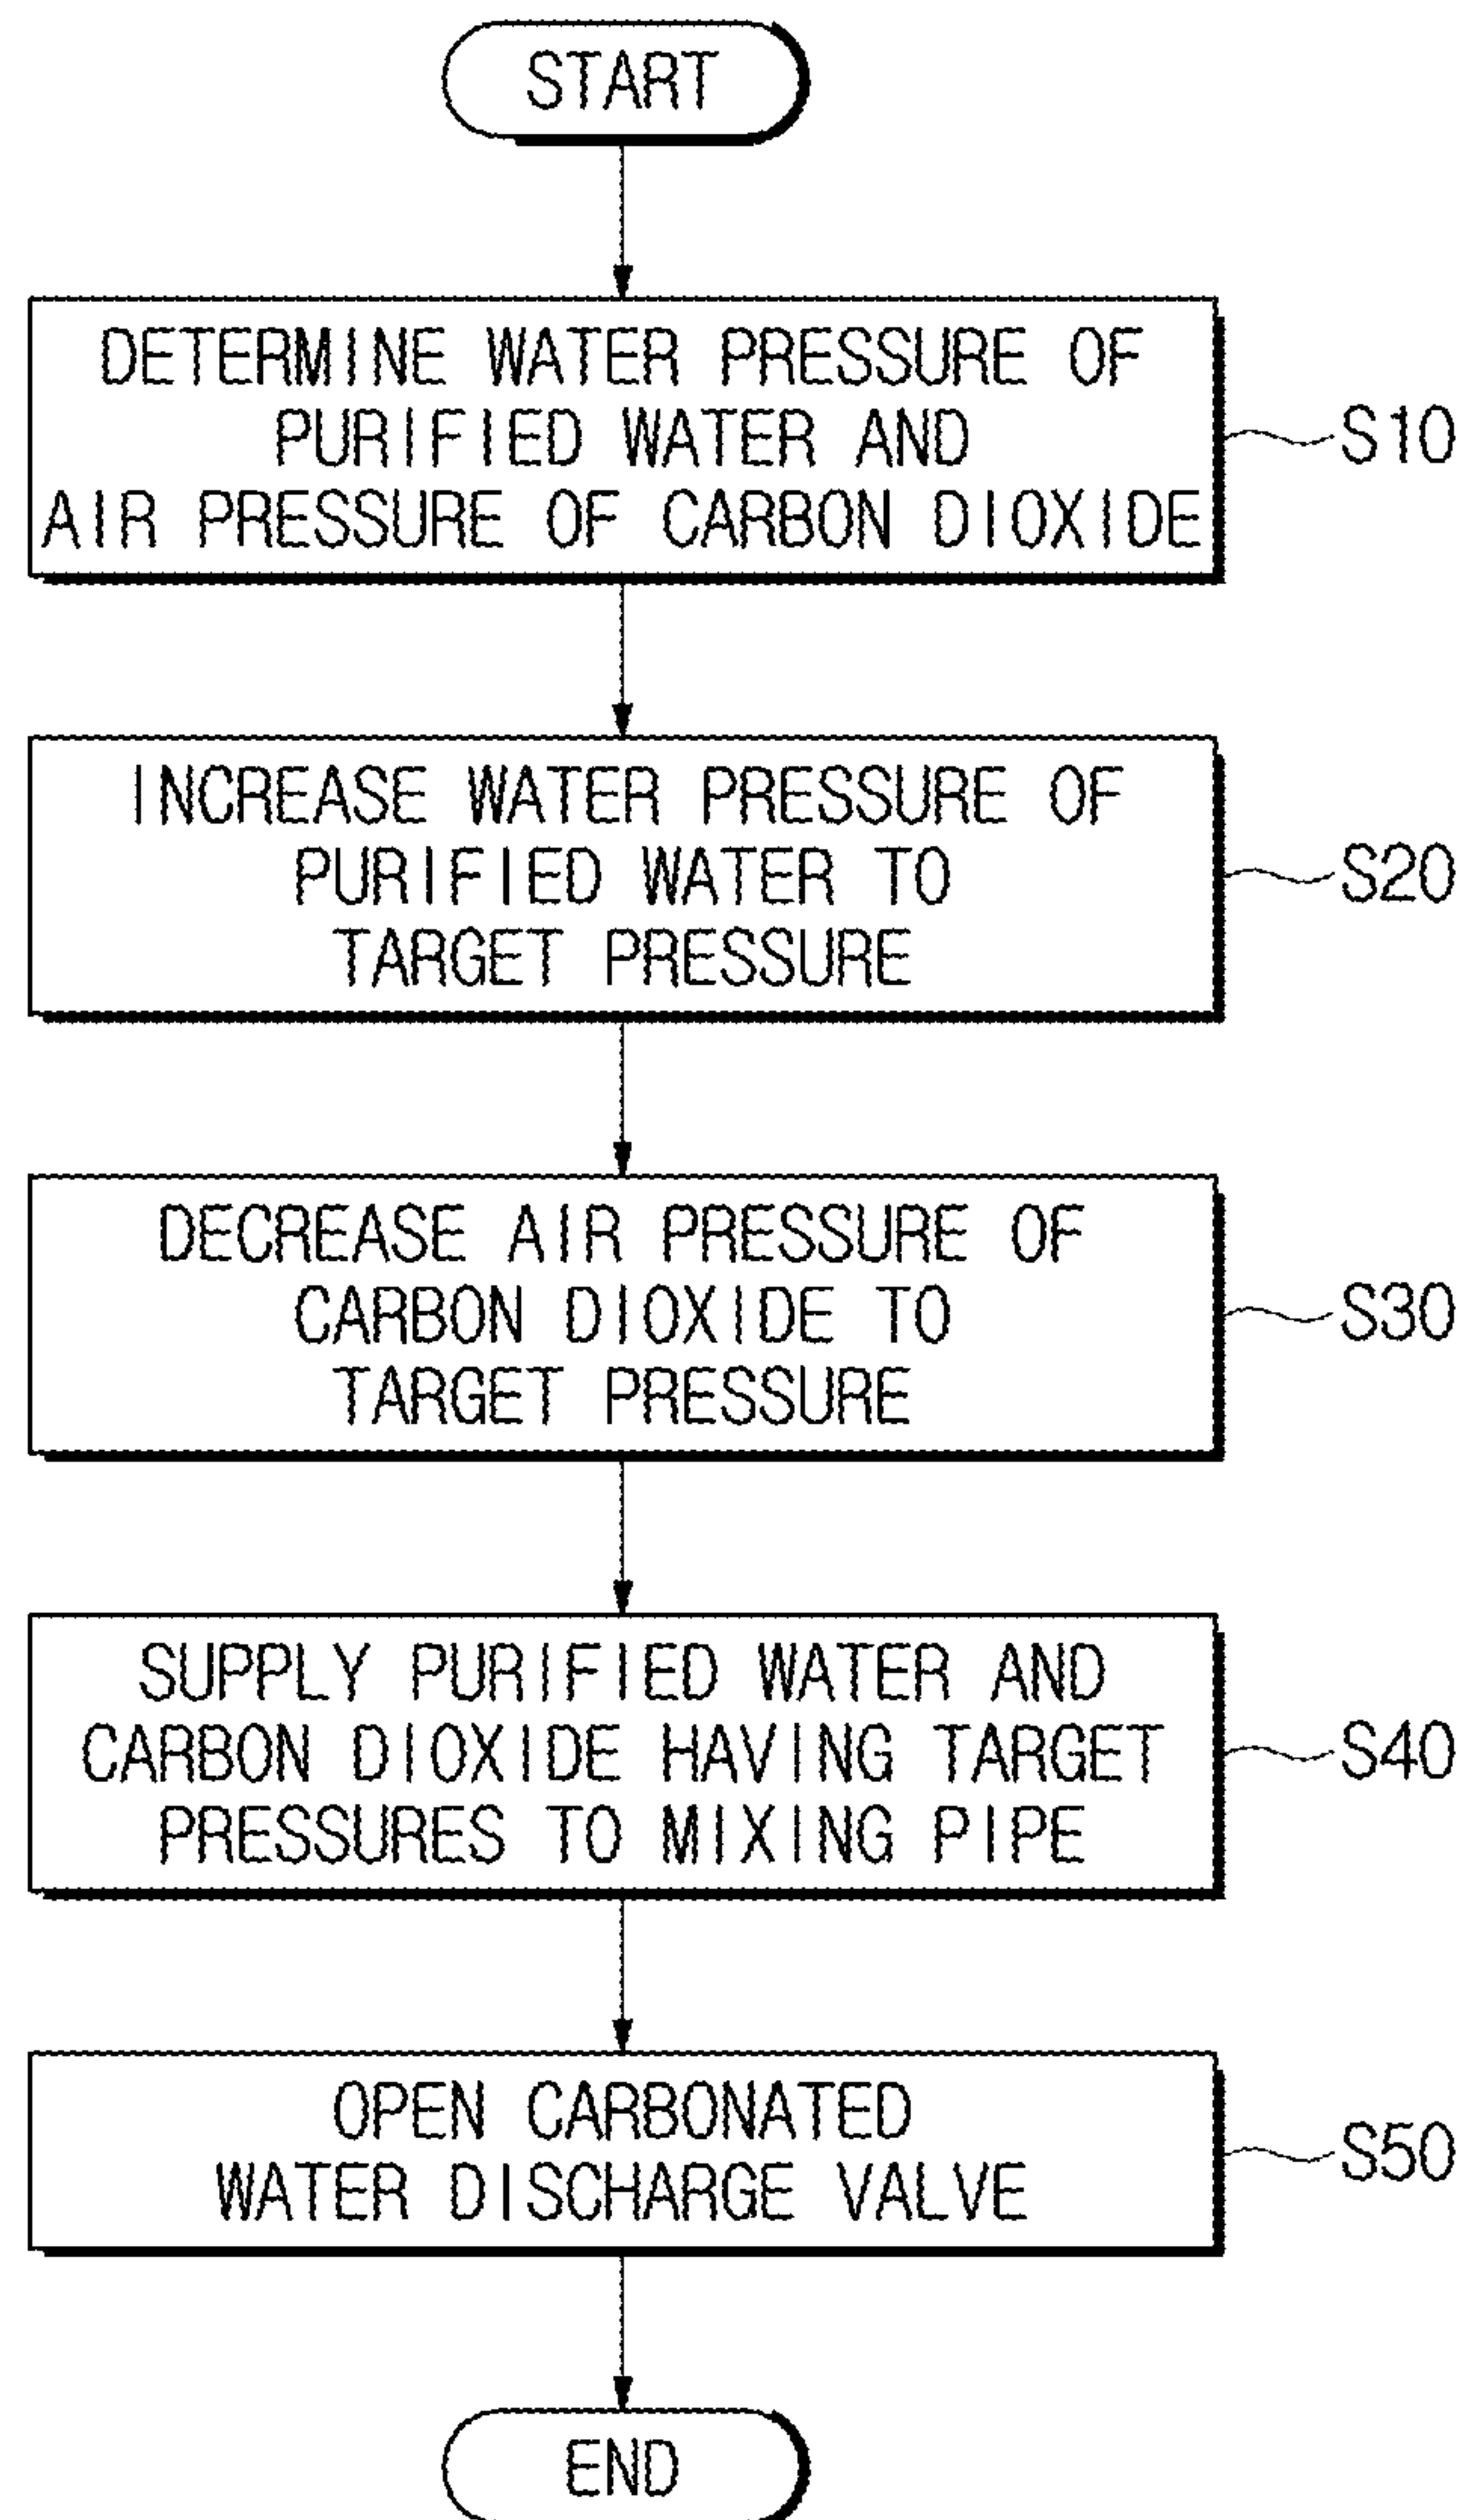 START
DETERMINE WATER PRESSURE OF
PURIFIED WATER AND
AIR PRESSURE OF CARBON DIOXIDE
S10
INCREASE WATER PRESSURE OF
PURIFIED WATER TO
TARGET PRESSURE
S20
DECREASE AIR PRESSURE OF
CARBON DIOXIDE TO
TARGET PRESSURE
S30
SUPPLY PURIFIED WATER AND
CARBON DIOXIDE HAVING TARGET
PRESSURES TO MIXING PIPE
S40
OPEN CARBONATED
WATER DISCHARGE VALVE
S50
END